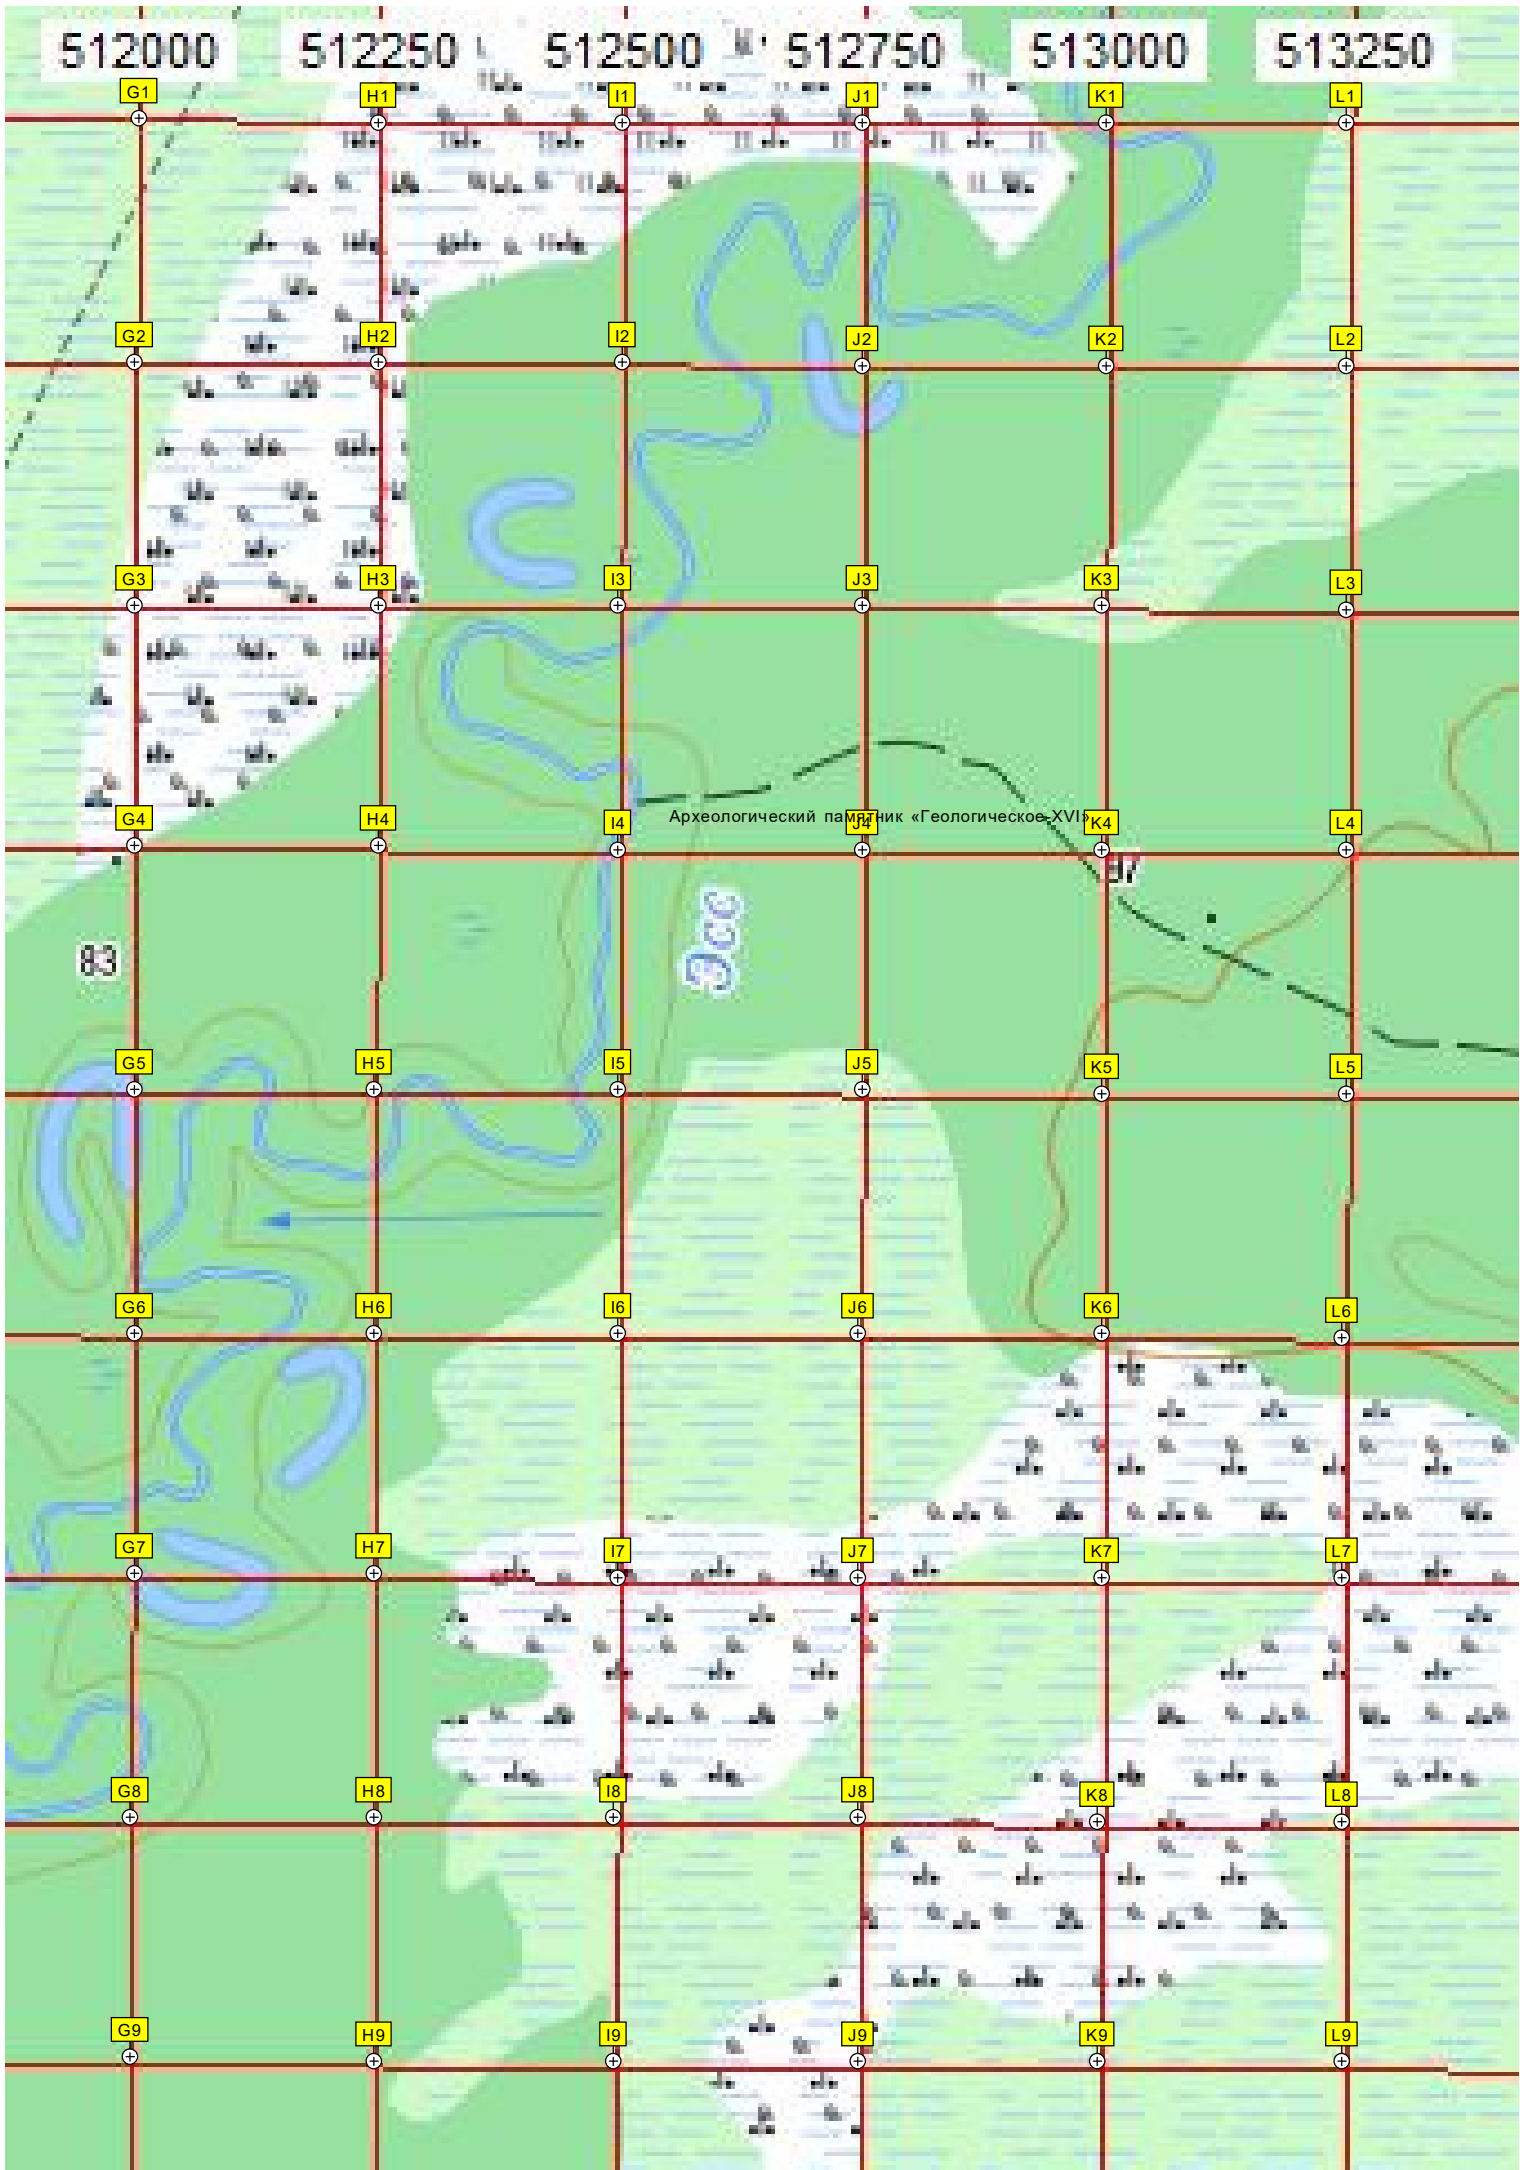 512000 512250 512500 512750 513000 513250
G1 H1 I1 J1 K1 L1
G2 H2 I2 J2 K2 L2
G3 H3 I3 J3 K3 L3
Археологический памятник «Геологическое-XVI»
G4 H4 I4 J4 K4 L4
97
Эсс
83
G5 H5 I5 J5 K5 L5
G6 H6 I6 J6 K6 L6
G7 H7 I7 J7 K7 L7
G8 H8 I8 J8 K8 L8
G9 H9 I9 J9 K9 L9